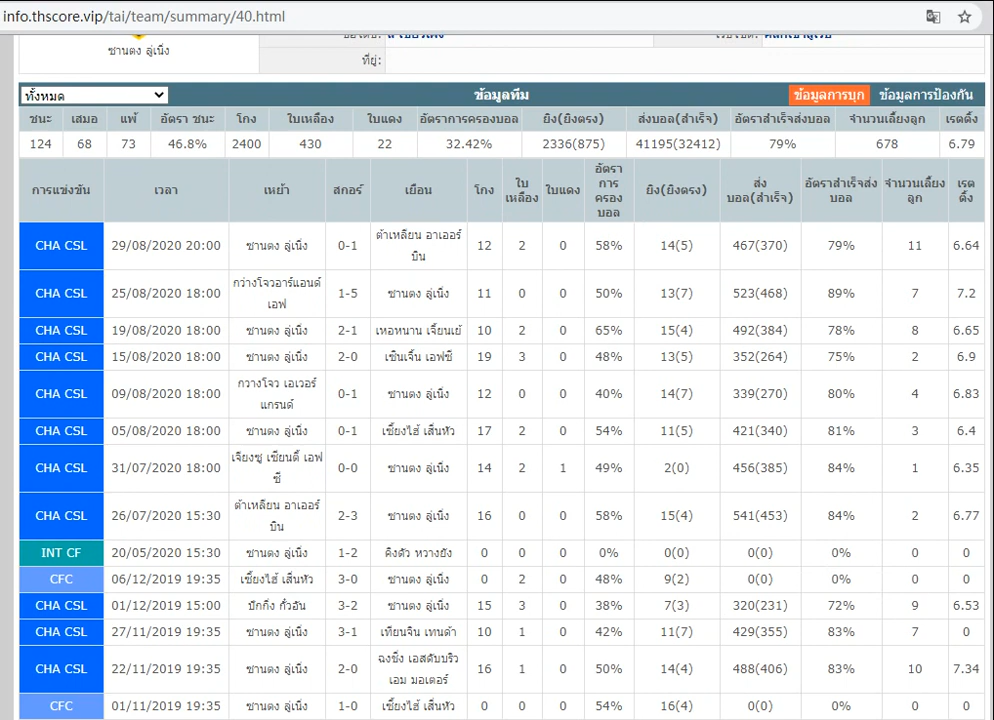 info.thscore.vip/tai/team/summary/40.html
ซานตง ลู่เน็ง
ที่ยู่:
ทั้งหมด ข้อมูลทีม ข้อมูลการบุก ข้อมูลการป้องกัน
ชนะ เสมอ แพ้ อัตรา ชนะ โกง ใบเหลือง ใบแดง อัตราการครองบอล ยิง(ยิงตรง) ส่งบอล(สำเร็จ) อัตราสำเร็จส่งบอล จำนวนเลี้ยงลูก เรตติ้ง
124 68 73 46.8% 2400 430 22 32.42% 2336(875) 41195(32412) 79% 678 6.79
การแข่งขัน เวลา เหย้า สกอร์ เยือน โกง ใบเหลือง ใบแดง อัตราการครองบอล ยิง(ยิงตรง) ส่งบอล(สำเร็จ) อัตราสำเร็จส่งบอล จำนวนเลี้ยงลูก เรตติ้ง
CHA CSL 29/08/2020 20:00 ซานตง ลู่เน็ง 0-1 ต้าเหลียน อาเออร์บิน 12 2 0 58% 14(5) 467(370) 79% 11 6.64
CHA CSL 25/08/2020 18:00 กว่างโจวอาร์แอนด์เอฟ 1-5 ซานตง ลู่เน็ง 11 0 0 50% 13(7) 523(468) 89% 7 7.2
CHA CSL 19/08/2020 18:00 ซานตง ลู่เน็ง 2-1 เหอหนาน เจี้ยนเย้ 10 2 0 65% 15(4) 492(384) 78% 8 6.65
CHA CSL 15/08/2020 18:00 ซานตง ลู่เน็ง 2-0 เซินเจิ้น เอฟซี 19 3 0 48% 13(5) 352(264) 75% 2 6.9
CHA CSL 09/08/2020 18:00 กวางโจว เอเวอร์แกรนด์ 0-1 ซานตง ลู่เน็ง 12 0 0 40% 14(7) 339(270) 80% 4 6.83
CHA CSL 05/08/2020 18:00 ซานตง ลู่เน็ง 0-1 เซี้ยงไฮ้ เสิ่นหัว 17 2 0 54% 11(5) 421(340) 81% 3 6.4
CHA CSL 31/07/2020 18:00 เจียงซู เซียนตี้ เอฟซี 0-0 ซานตง ลู่เน็ง 14 2 1 49% 2(0) 456(385) 84% 1 6.35
CHA CSL 26/07/2020 15:30 ต้าเหลียน อาเออร์บิน 2-3 ซานตง ลู่เน็ง 16 0 0 58% 15(4) 541(453) 84% 2 6.77
INT CF 20/05/2020 15:30 ซานตง ลู่เน็ง 1-2 คิงตัว หวางยัง 0 0 0 0% 0(0) 0(0) 0% 0 0
CFC 06/12/2019 19:35 เซี้ยงไฮ้ เสิ่นหัว 3-0 ซานตง ลู่เน็ง 0 2 0 48% 9(2) 0(0) 0% 0 0
CHA CSL 01/12/2019 15:00 ปักกิ่ง กั๋วอัน 3-2 ซานตง ลู่เน็ง 15 3 0 38% 7(3) 320(231) 72% 9 6.53
CHA CSL 27/11/2019 19:35 ซานตง ลู่เน็ง 3-1 เทียนจิน เทนด้า 10 1 0 42% 11(7) 429(355) 83% 7 0
CHA CSL 22/11/2019 19:35 ซานตง ลู่เน็ง 2-0 ฉงชิ่ง เอสดับบริว เอม มอเตอร์ 16 1 0 50% 14(4) 488(406) 83% 10 7.34
CFC 01/11/2019 19:35 ซานตง ลู่เน็ง 1-0 เซี้ยงไฮ้ เสิ่นหัว 0 0 0 54% 16(4) 0(0) 0% 0 0